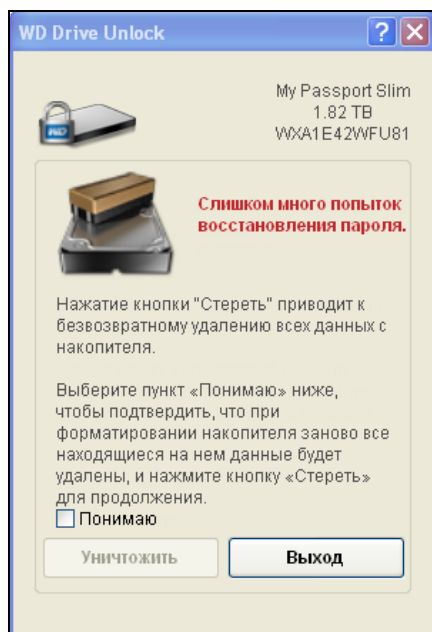 WD Drive Unlock
My Passport Slim
1.82 TB
WXA1E42WFU81
WD
Слишком много попыток
восстановления пароля.
Нажатие кнопки "Стереть" приводит к
безвозвратному удалению всех данных с
накопителя.
Выберите пункт «Понимаю» ниже,
чтобы подтвердить, что при
форматировании накопителя заново все
находящиеся на нем данные будет
удалены, и нажмите кнопку «Стереть»
для продолжения.
Понимаю
Уничтожить
Выход